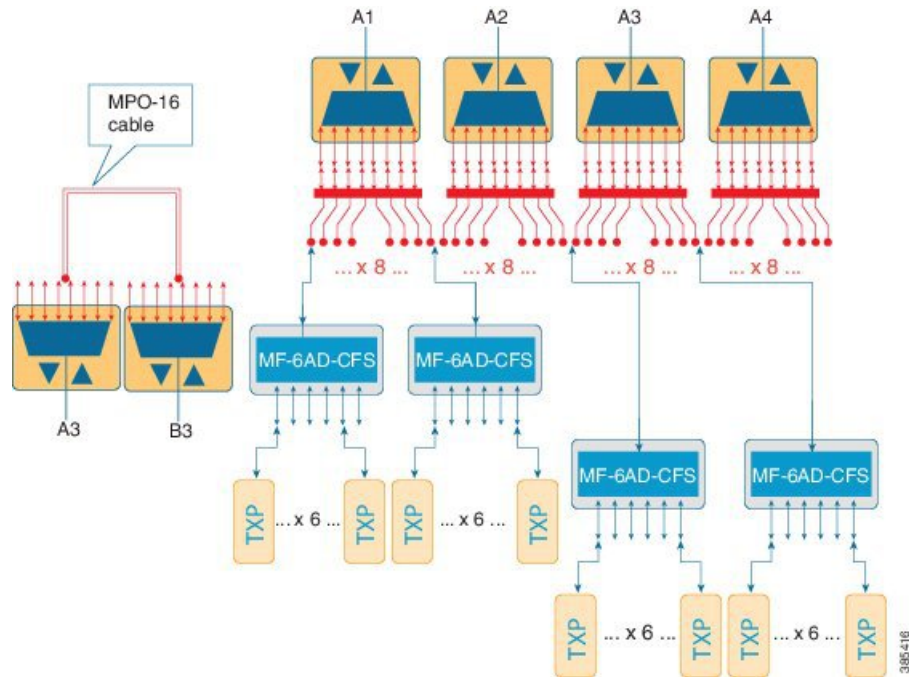 A1
A2
A3
A4
MPO-16
cable
... x 8 ...
... x 8 ...
... x 8 ...
... x 8 ...
MF-6AD-CFS
MF-6AD-CFS
A3
B3
MF-6AD-CFS
MF-6AD-CFS
TXP
... x 6 ...
TXP
TXP
... x 6 ...
TXP
TXP
... x 6 ...
TXP
TXP
... x 6 ...
TXP
385416